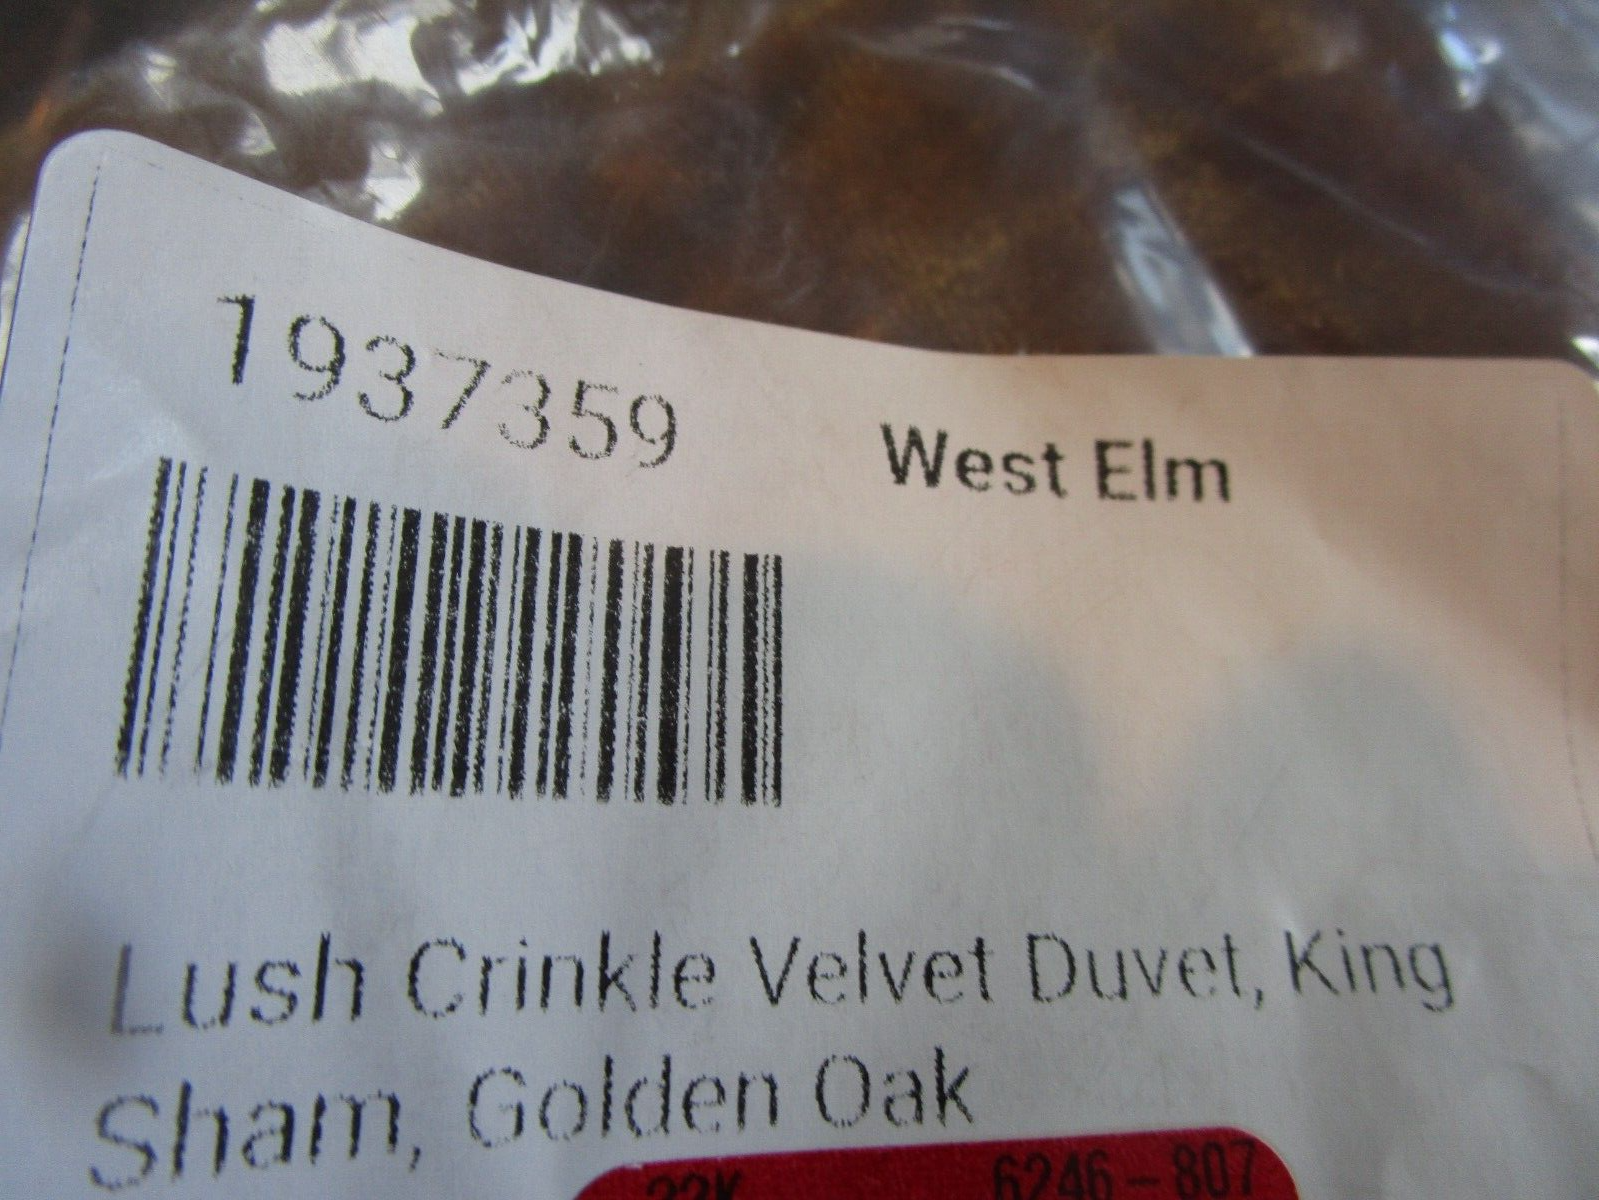 1937359
West Elm
Lush Crinkle Velvet Duvet, King
Sham, Golden Oak
6246-807